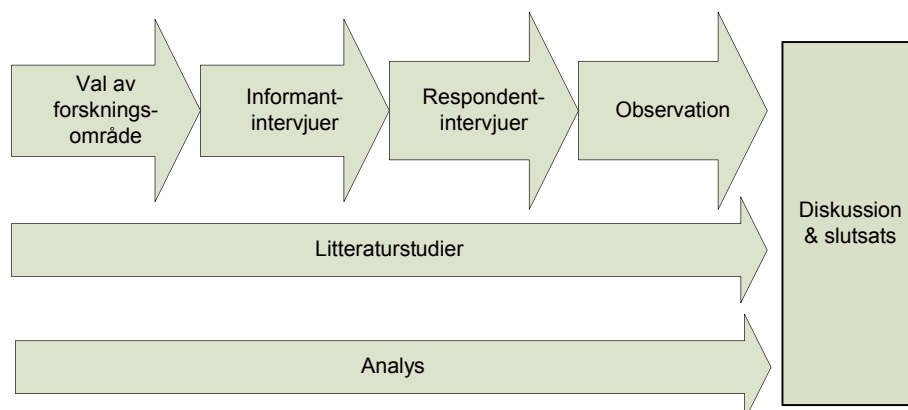 Val av
forsknings-
område
Informant-
intervjuer
Respondent-
intervjuer
Observation
Litteraturstudier
Analys
Diskussion
& slutsats